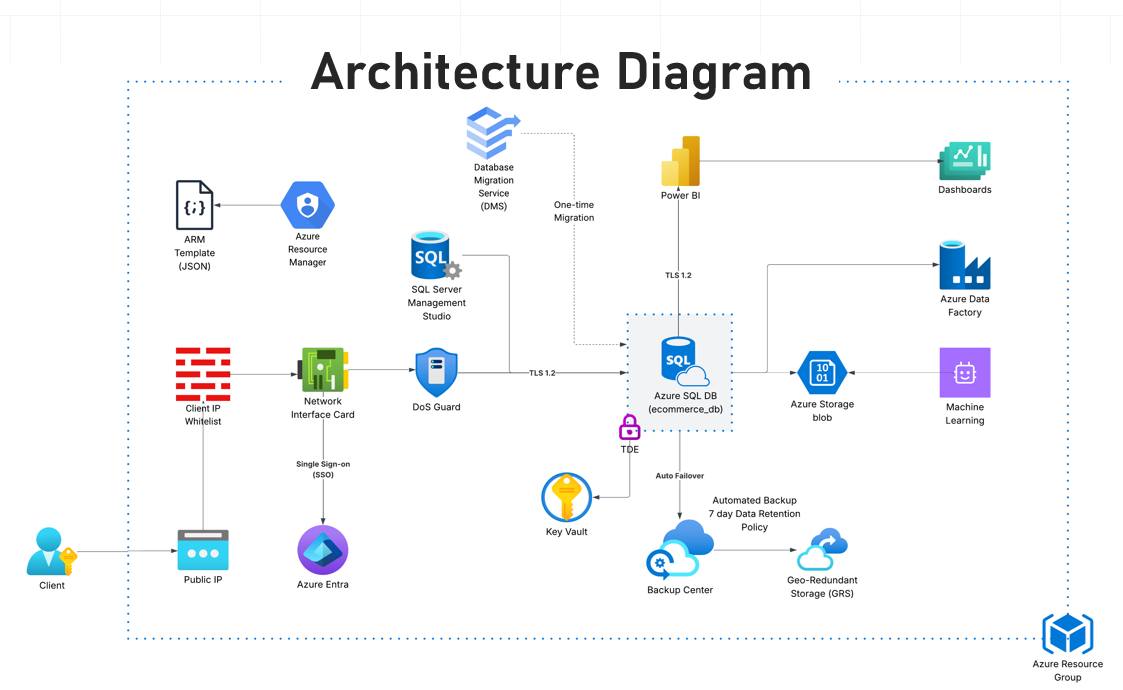 Architecture Diagram
Database
Migration
Service
(DMS)
One-time
Migration
Power BI
Dashboards
{;}
ARM
Template
(JSON)
Azure
Resource
Manager
SQL
SQL Server
Management
Studio
TLS 1.2
Azure Data
Factory
Client IP
Whitelist
Network
Interface Card
DoS Guard
TLS 1.2
SQL
Azure SQL DB
(ecommerce_db)
10
01
Azure Storage
blob
Machine
Learning
TDE
Single Sign-on
(SSO)
Auto Failover
Key Vault
Automated Backup
7 day Data Retention
Policy
Client
Public IP
Azure Entra
Backup Center
Geo-Redundant
Storage (GRS)
Azure Resource
Group